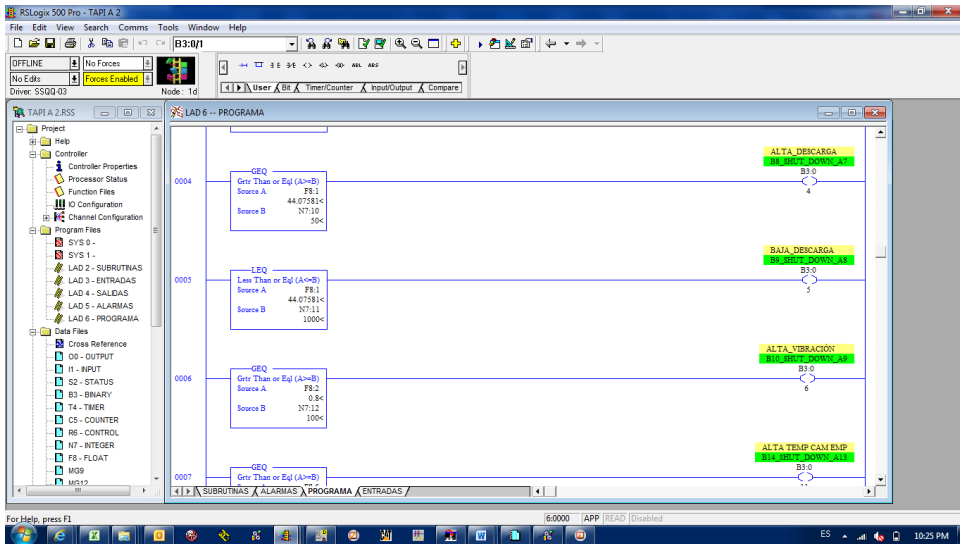 RSLogix 500 Pro - TAPI A 2
File Edit View Search Comms Tools Window Help
B3:0/1
OFFLINE No Forces
No Edits Forces Enabled
Driver: SSQQ-03 Node: 1d
ABL ABS
User Bit Timer/Counter Input/Output Compare
TAPI A 2.RSS
Project
Help
Controller
Controller Properties
Processor Status
Function Files
IO Configuration
Channel Configuration
Program Files
SYS 0 -
SYS 1 -
LAD 2 - SUBRUTINAS
LAD 3 - ENTRADAS
LAD 4 - SALIDAS
LAD 5 - ALARMAS
LAD 6 - PROGRAMA
Data Files
Cross Reference
O0 - OUTPUT
I1 - INPUT
S2 - STATUS
B3 - BINARY
T4 - TIMER
C5 - COUNTER
R6 - CONTROL
N7 - INTEGER
F8 - FLOAT
MG9
MG12
LAD 6 -- PROGRAMA
ALTA_DESCARGA
B8_SHUT_DOWN_A7
B3:0
4
0004
GEQ
Grtr Than or Eql (A>=B)
Source A F8:1
44.07581<
Source B N7:10
50<
BAJA_DESCARGA
B9_SHUT_DOWN_A8
B3:0
5
0005
LEQ
Less Than or Eql (A<=B)
Source A F8:1
44.07581<
Source B N7:11
1000<
ALTA_VIBRACIÓN
B10_SHUT_DOWN_A9
B3:0
6
0006
GEQ
Grtr Than or Eql (A>=B)
Source A F8:2
0.8<
Source B N7:12
100<
ALTA TEMP CAM EMP
B14_SHUT_DOWN_A13
B3:0
0007
GEQ
Grtr Than or Eql (A>=B)
SUBRUTINAS ALARMAS PROGRAMA ENTRADAS
For Help, press F1
6:0000 APP READ Disabled
ES 10:25 PM